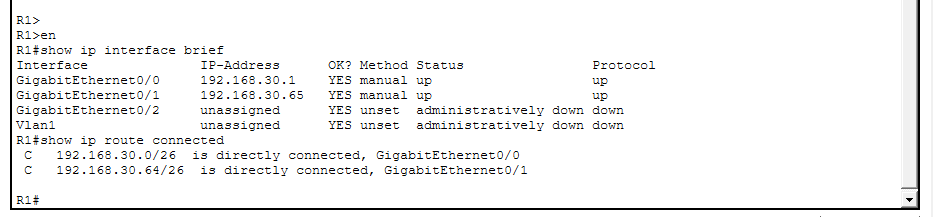 R1>
R1>en
R1#show ip interface brief
Interface              IP-Address      OK? Method Status                Protocol
GigabitEthernet0/0     192.168.30.1    YES manual up                    up
GigabitEthernet0/1     192.168.30.65   YES manual up                    up
GigabitEthernet0/2     unassigned      YES unset  administratively down down
Vlan1                  unassigned      YES unset  administratively down down
R1#show ip route connected
 C   192.168.30.0/26  is directly connected, GigabitEthernet0/0
 C   192.168.30.64/26  is directly connected, GigabitEthernet0/1
R1#